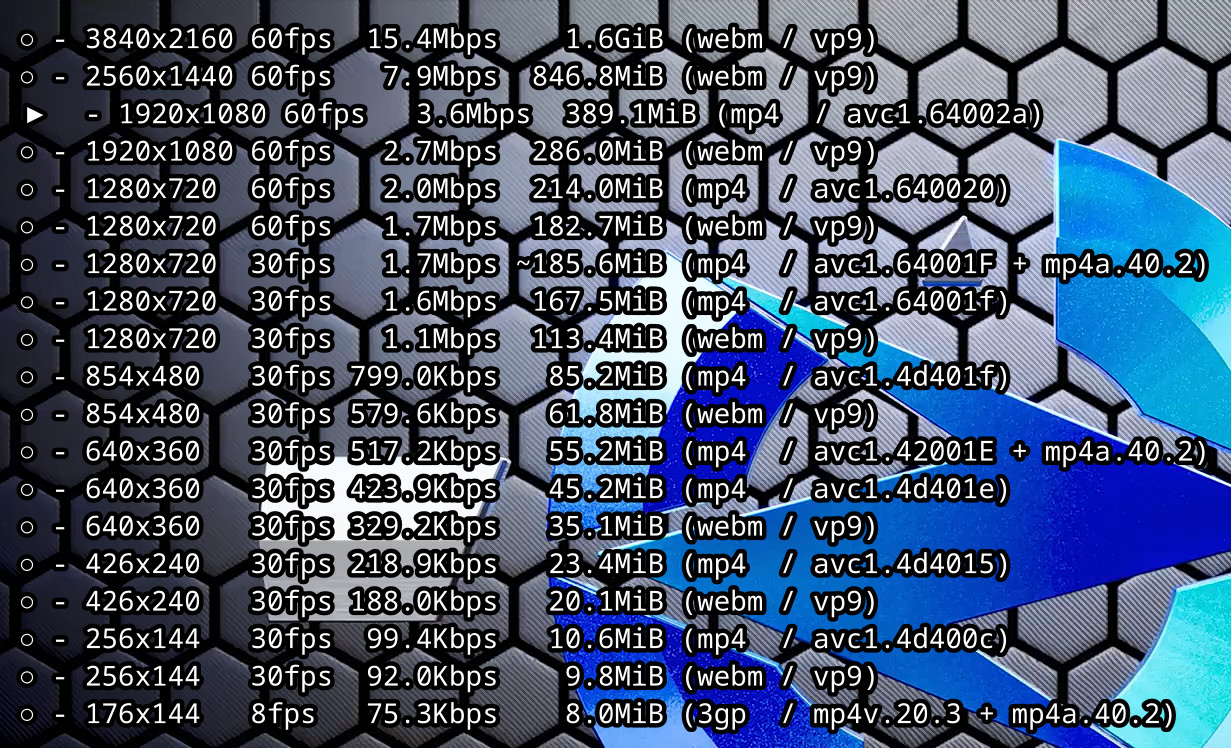 ○ - 3840x2160 60fps  15.4Mbps    1.6GiB (webm / vp9)
○ - 2560x1440 60fps   7.9Mbps  846.8MiB (webm / vp9)
▶  - 1920x1080 60fps   3.6Mbps  389.1MiB (mp4  / avc1.64002a)
○ - 1920x1080 60fps   2.7Mbps  286.0MiB (webm / vp9)
○ - 1280x720  60fps   2.0Mbps  214.0MiB (mp4  / avc1.640020)
○ - 1280x720  60fps   1.7Mbps  182.7MiB (webm / vp9)
○ - 1280x720  30fps   1.7Mbps ~185.6MiB (mp4  / avc1.64001F + mp4a.40.2)
○ - 1280x720  30fps   1.6Mbps  167.5MiB (mp4  / avc1.64001f)
○ - 1280x720  30fps   1.1Mbps  113.4MiB (webm / vp9)
○ - 854x480   30fps 799.0Kbps   85.2MiB (mp4  / avc1.4d401f)
○ - 854x480   30fps 579.6Kbps   61.8MiB (webm / vp9)
○ - 640x360   30fps 517.2Kbps   55.2MiB (mp4  / avc1.42001E + mp4a.40.2)
○ - 640x360   30fps 423.9Kbps   45.2MiB (mp4  / avc1.4d401e)
○ - 640x360   30fps 329.2Kbps   35.1MiB (webm / vp9)
○ - 426x240   30fps 218.9Kbps   23.4MiB (mp4  / avc1.4d4015)
○ - 426x240   30fps 188.0Kbps   20.1MiB (webm / vp9)
○ - 256x144   30fps  99.4Kbps   10.6MiB (mp4  / avc1.4d400c)
○ - 256x144   30fps  92.0Kbps    9.8MiB (webm / vp9)
○ - 176x144   8fps   75.3Kbps    8.0MiB (3gp  / mp4v.20.3 + mp4a.40.2)